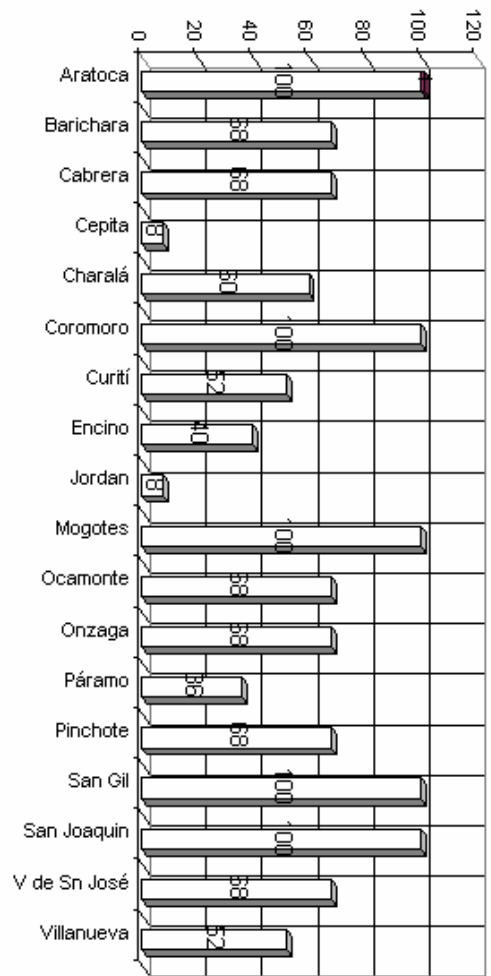 0 20 40 60 80 100 120
Aratoca 100
Barichara 68
Cabrera 68
Cepita 8
Charalá 60
Coromoro 100
Curití 52
Encino 40
Jordan 8
Mogotes 100
Ocamonte 68
Onzaga 68
Páramo 36
Pinchote 68
San Gil 100
San Joaquin 100
V de Sn José 68
Villanueva 52